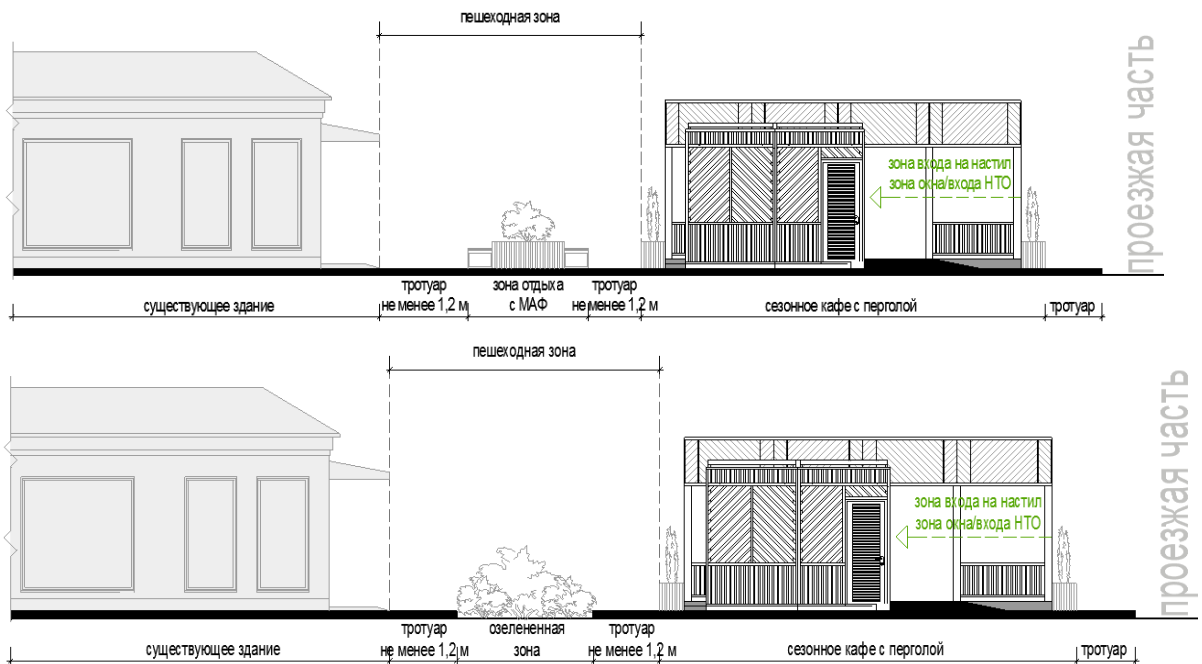 пешеходная зона
проезжая часть
зона входа на настил
зона окна/входа НТО
существующее здание
тротуар
не менее 1,2 м
зона отдыха
с МАФ
тротуар
не менее 1,2 м
сезонное кафе с перголой
тротуар
пешеходная зона
проезжая часть
зона входа на настил
зона окна/входа НТО
существующее здание
тротуар
не менее 1,2 м
озелененная
зона
тротуар
не менее 1,2 м
сезонное кафе с перголой
тротуар